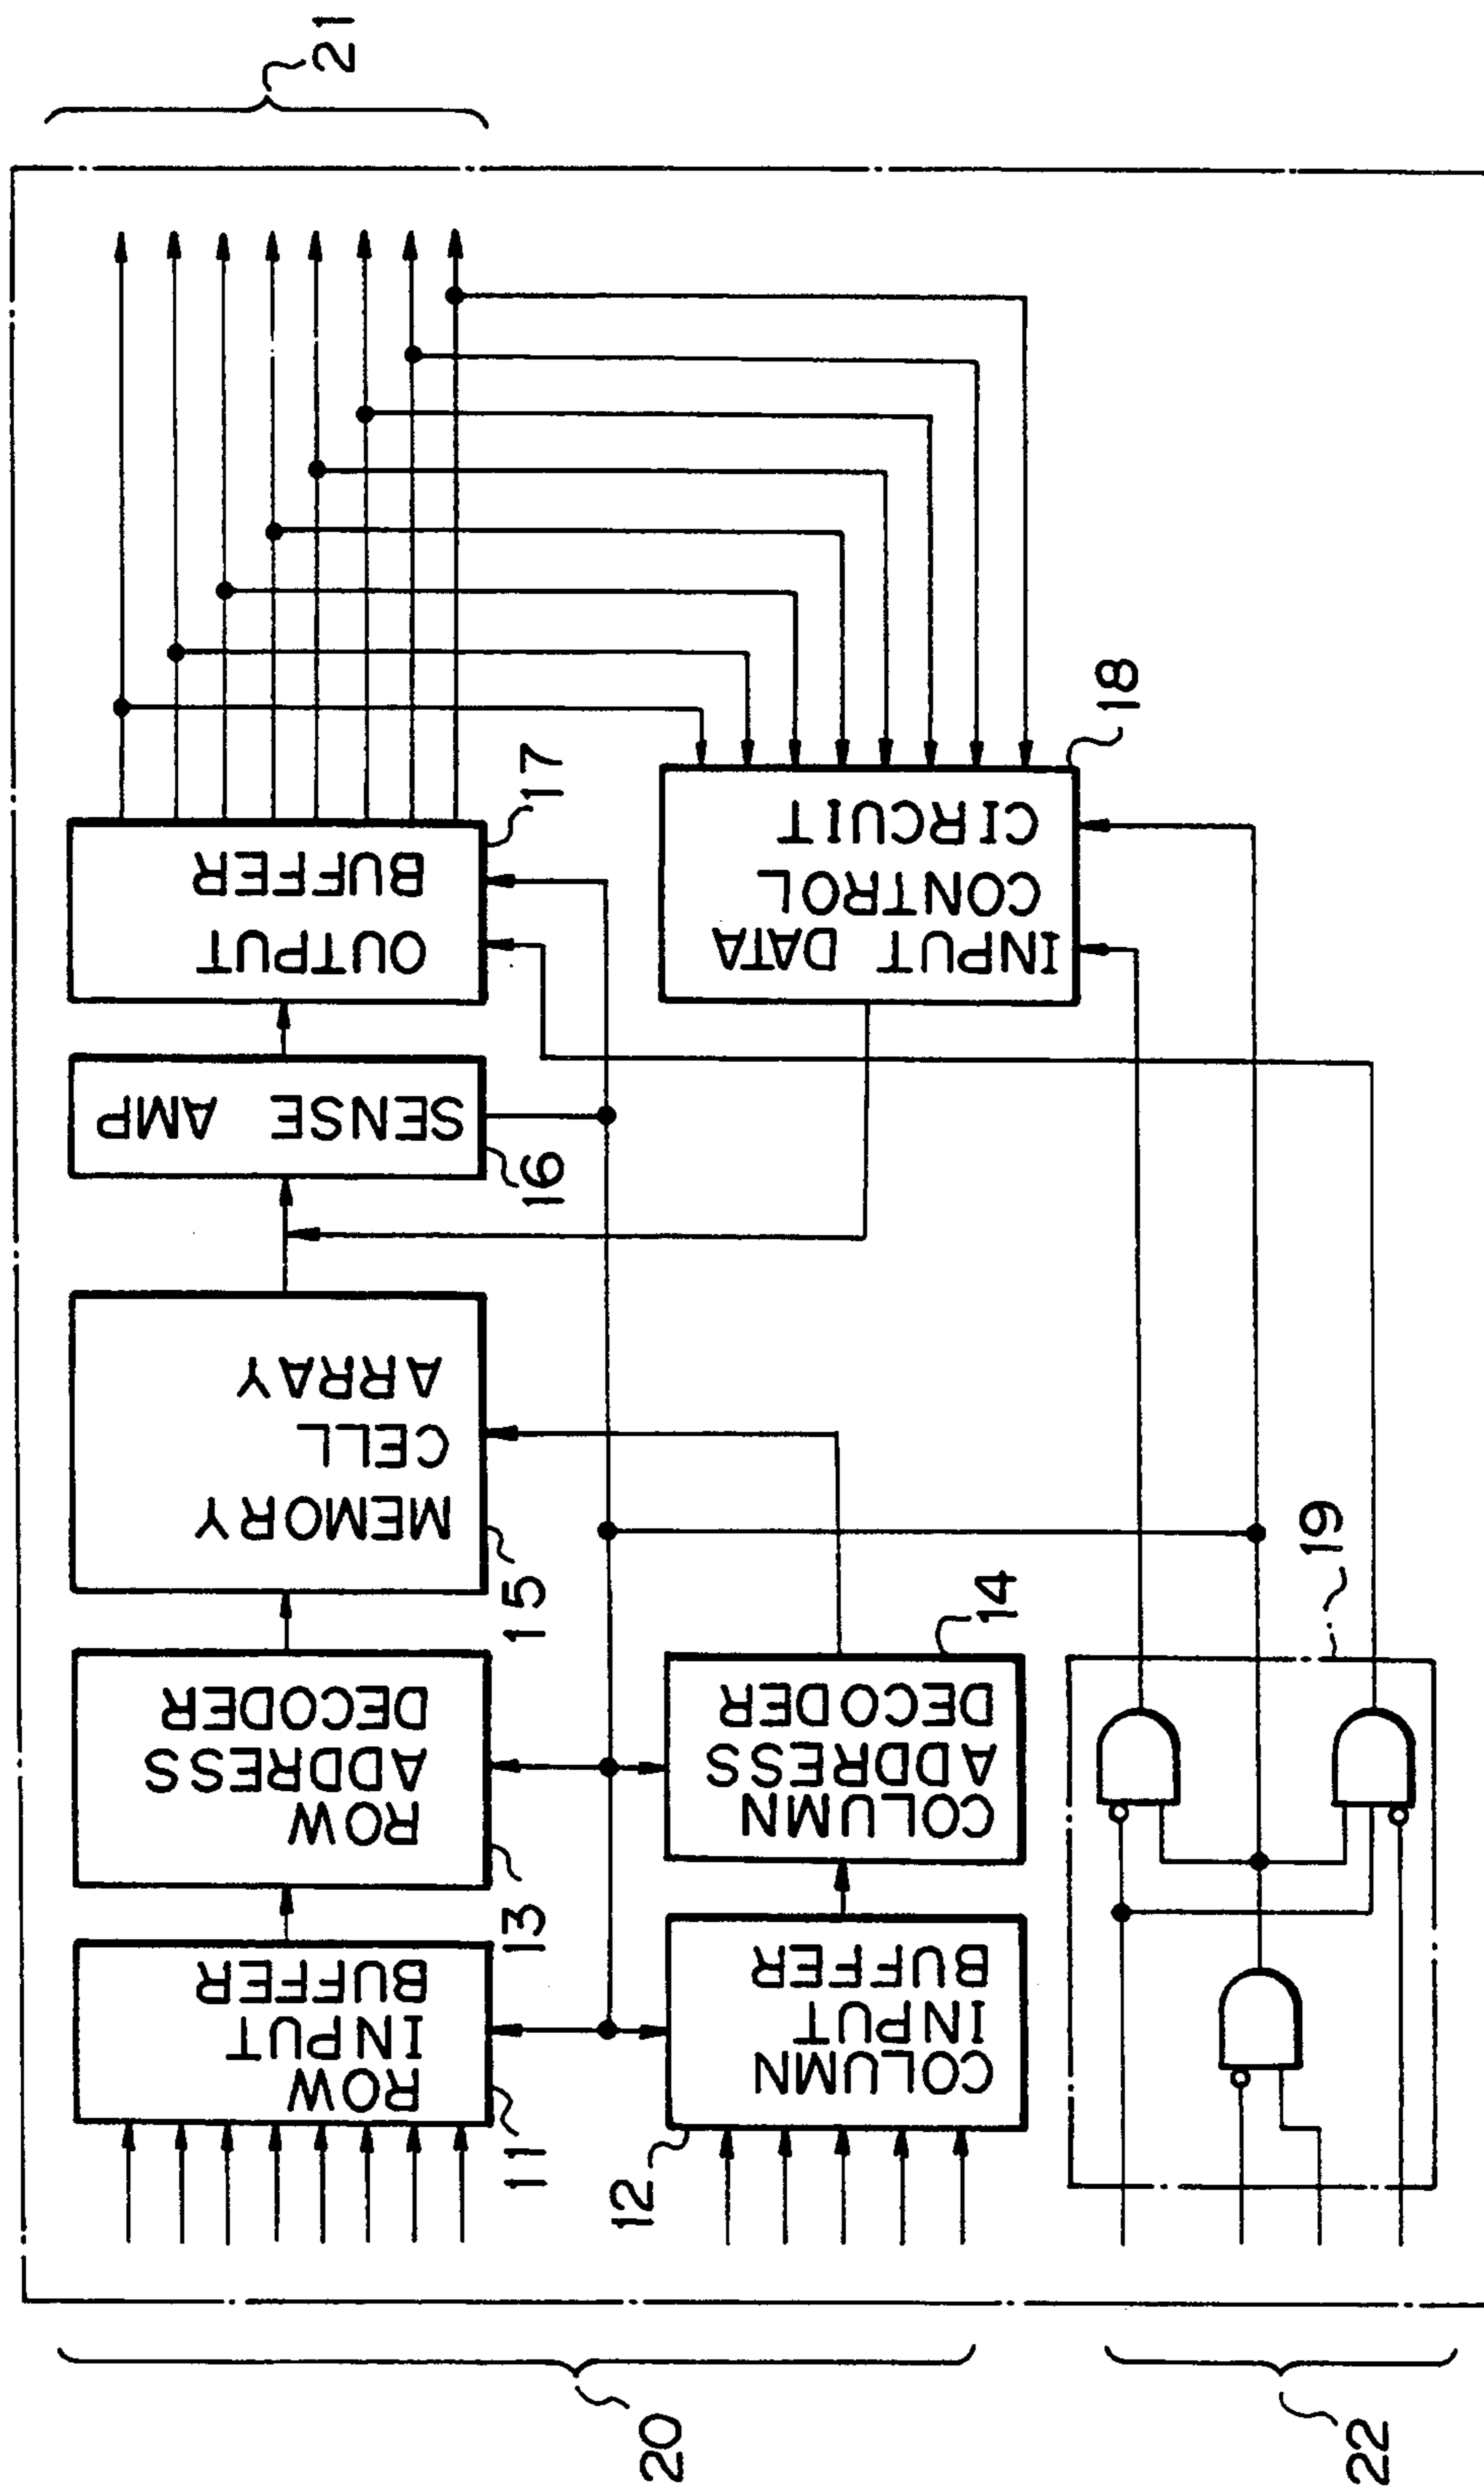 11
ROW
INPUT
BUFFER
13
ROW
ADDRESS
DECODER
15
MEMORY
CELL
ARRAY
16
SENSE AMP
17
OUTPUT
BUFFER
21
20
12
COLUMN
INPUT
BUFFER
14
COLUMN
ADDRESS
DECODER
18
INPUT DATA
CONTROL
CIRCUIT
19
22